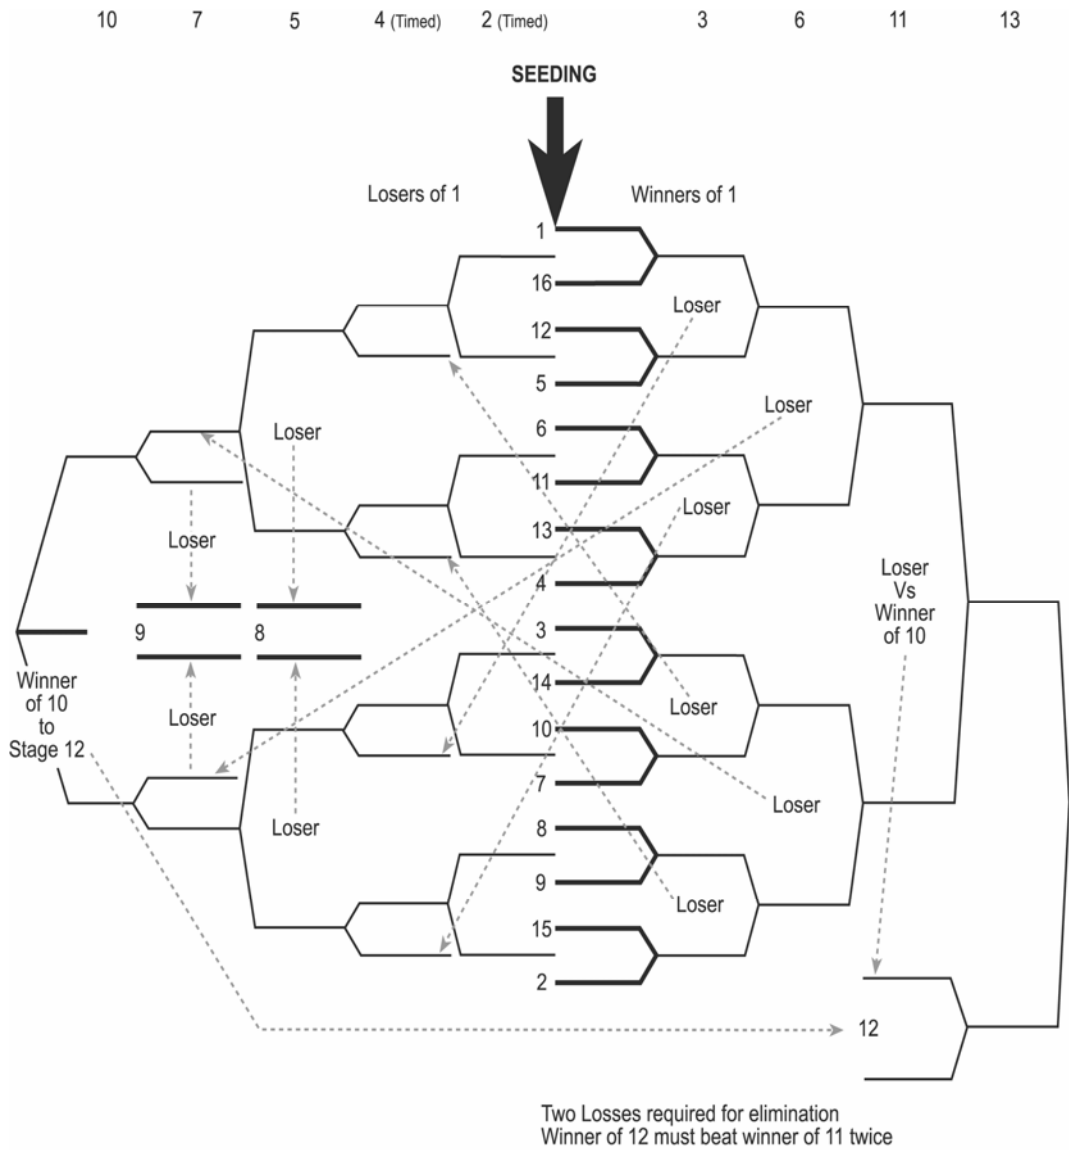 10 7 5 4 (Timed) 2 (Timed) 3 6 11 13
SEEDING
Losers of 1
Winners of 1
1
16
Loser
12
5
Loser
6
Loser
11
Loser
13
Loser
4
Loser
Vs
Winner
of 10
3
9
8
14
Winner
of 10
to
Stage 12
Loser
Loser
10
7
Loser
Loser
8
9
Loser
15
2
12
Two Losses required for elimination
Winner of 12 must beat winner of 11 twice